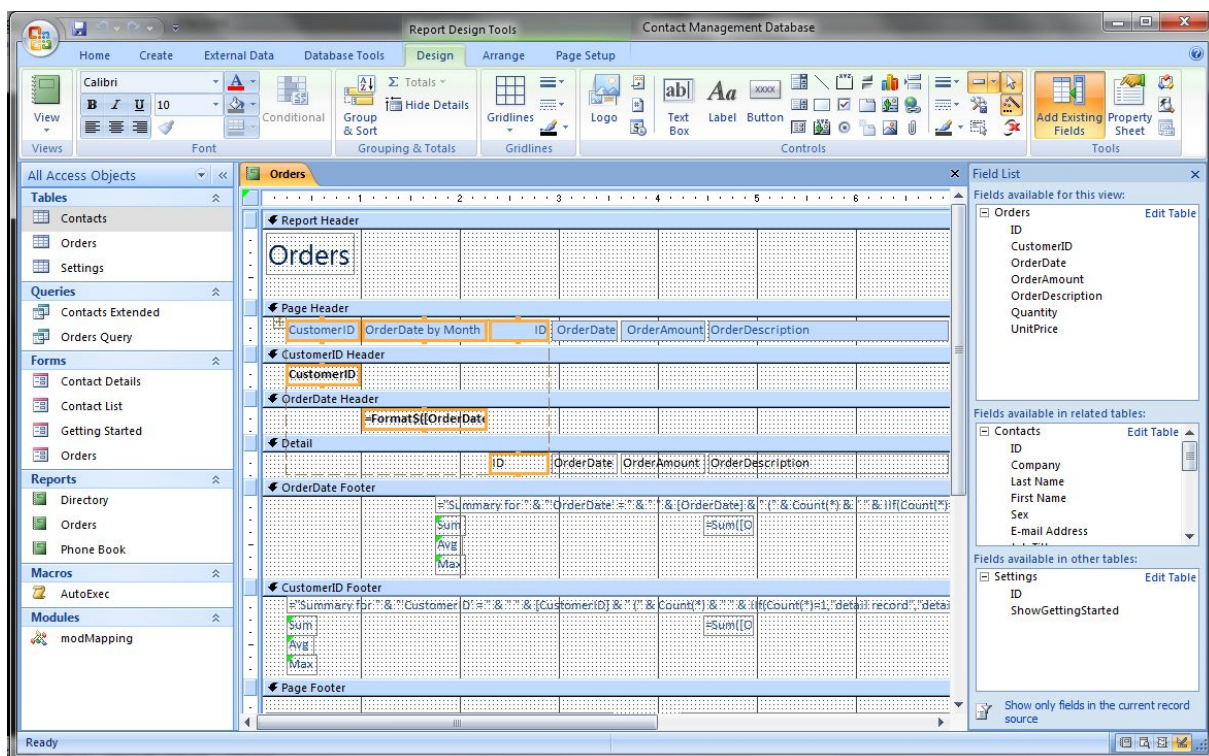 Report Design Tools
Contact Management Database
Home Create External Data Database Tools Design Arrange Page Setup
View
Views
Calibri
B I U 10
Conditional
Font
Group & Sort
Σ Totals
Hide Details
Grouping & Totals
Gridlines
Gridlines
Logo
ab|
Text Box
Aa
Label
XXXX
Button
Controls
Add Existing Fields
Property Sheet
Tools
All Access Objects
Tables
Contacts
Orders
Settings
Queries
Contacts Extended
Orders Query
Forms
Contact Details
Contact List
Getting Started
Orders
Reports
Directory
Orders
Phone Book
Macros
AutoExec
Modules
modMapping
Orders
1 2 3 4 5 6
Report Header
Orders
Page Header
CustomerID OrderDate by Month ID OrderDate OrderAmount OrderDescription
CustomerID Header
CustomerID
OrderDate Header
=Format$([OrderDate
Detail
ID OrderDate OrderAmount OrderDescription
OrderDate Footer
="Summary for " & "'OrderDate' = " & " " & [OrderDate] & " (" & Count(*) & " " & IIf(Count(*)=
Sum =Sum([O
Avg
Max
CustomerID Footer
="Summary for " & "'CustomerID' = " & " " & [CustomerID] & " (" & Count(*) & " " & IIf(Count(*)=1,"detail record","detai
Sum =Sum([O
Avg
Max
Page Footer
Field List
Fields available for this view:
Orders Edit Table
ID
CustomerID
OrderDate
OrderAmount
OrderDescription
Quantity
UnitPrice
Fields available in related tables:
Contacts Edit Table
ID
Company
Last Name
First Name
Sex
E-mail Address
Fields available in other tables:
Settings Edit Table
ID
ShowGettingStarted
Show only fields in the current record source
Ready